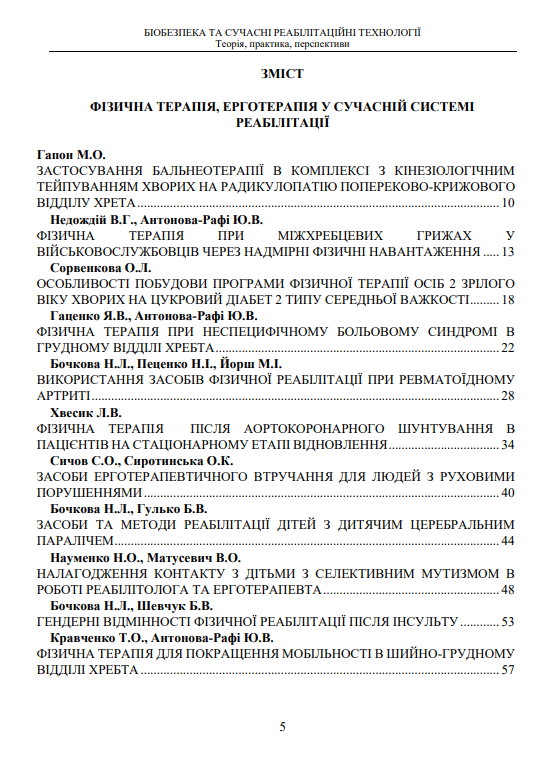 БІОБЕЗПЕКА ТА СУЧАСНІ РЕАБІЛІТАЦІЙНІ ТЕХНОЛОГІЇ
Теорія, практика, перспективи
ЗМІСТ
ФІЗИЧНА ТЕРАПІЯ, ЕРГОТЕРАПІЯ У СУЧАСНІЙ СИСТЕМІ
РЕАБІЛІТАЦІЇ
Гапон М.О.
ЗАСТОСУВАННЯ БАЛЬНЕОТЕРАПІЇ В КОМПЛЕКСІ З КІНЕЗІОЛОГІЧНИМ
ТЕЙПУВАННЯМ ХВОРИХ НА РАДИКУЛОПАТІЮ ПОПЕРЕКОВО-КРИЖОВОГО
ВІДДІЛУ ХРЕТА ........ 10
Недождій В.Г., Антонова-Рафі Ю.В.
ФІЗИЧНА ТЕРАПІЯ ПРИ МІЖХРЕБЦЕВИХ ГРИЖАХ У
ВІЙСЬКОВОСЛУЖБОВЦІВ ЧЕРЕЗ НАДМІРНІ ФІЗИЧНІ НАВАНТАЖЕННЯ ..... 13
Сорвенкова О.Л.
ОСОБЛИВОСТІ ПОБУДОВИ ПРОГРАМИ ФІЗИЧНОЇ ТЕРАПІЇ ОСІБ 2 ЗРІЛОГО
ВІКУ ХВОРИХ НА ЦУКРОВИЙ ДІАБЕТ 2 ТИПУ СЕРЕДНЬОЇ ВАЖКОСТІ......... 18
Гаценко Я.В., Антонова-Рафі Ю.В.
ФІЗИЧНА ТЕРАПІЯ ПРИ НЕСПЕЦИФІЧНОМУ БОЛЬОВОМУ СИНДРОМІ В
ГРУДНОМУ ВІДДІЛІ ХРЕБТА ........ 22
Бочкова Н.Л., Пеценко Н.І., Йорш М.І.
ВИКОРИСТАННЯ ЗАСОБІВ ФІЗИЧНОЇ РЕАБІЛІТАЦІЇ ПРИ РЕВМАТОЇДНОМУ
АРТРИТІ ........ 28
Хвесик Л.В.
ФІЗИЧНА ТЕРАПІЯ ПІСЛЯ АОРТОКОРОНАРНОГО ШУНТУВАННЯ В
ПАЦІЄНТІВ НА СТАЦІОНАРНОМУ ЕТАПІ ВІДНОВЛЕННЯ ........ 34
Сичов С.О., Сиротинська О.К.
ЗАСОБИ ЕРГОТЕРАПЕВТИЧНОГО ВТРУЧАННЯ ДЛЯ ЛЮДЕЙ З РУХОВИМИ
ПОРУШЕННЯМИ ........ 40
Бочкова Н.Л., Гулько Б.В.
ЗАСОБИ ТА МЕТОДИ РЕАБІЛІТАЦІЇ ДІТЕЙ З ДИТЯЧИМ ЦЕРЕБРАЛЬНИМ
ПАРАЛІЧЕМ ........ 44
Науменко Н.О., Матусевич В.О.
НАЛАГОДЖЕННЯ КОНТАКТУ З ДІТЬМИ З СЕЛЕКТИВНИМ МУТИЗМОМ В
РОБОТІ РЕАБІЛІТОЛОГА ТА ЕРГОТЕРАПЕВТА ........ 48
Бочкова Н.Л., Шевчук Б.В.
ГЕНДЕРНІ ВІДМІННОСТІ ФІЗИЧНОЇ РЕАБІЛІТАЦІЇ ПІСЛЯ ІНСУЛЬТУ ........ 53
Кравченко Т.О., Антонова-Рафі Ю.В.
ФІЗИЧНА ТЕРАПІЯ ДЛЯ ПОКРАЩЕННЯ МОБІЛЬНОСТІ В ШИЙНО-ГРУДНОМУ
ВІДДІЛІ ХРЕБТА ........ 57
5